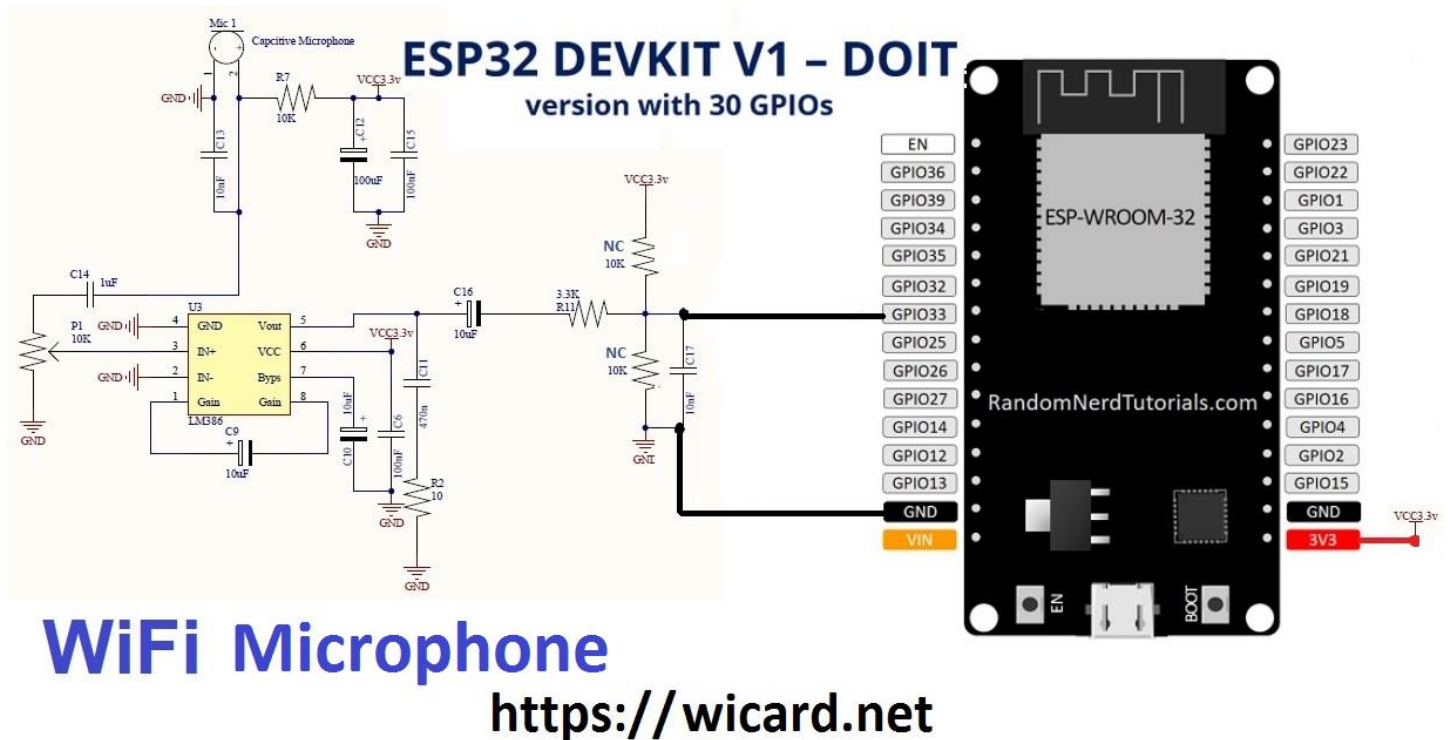 Mic 1
Capcitive Microphone
1
2
GND
R7
10K
VCC3.3v
C13
10nF
C12
+
100uF
C15
100nF
GND
ESP32 DEVKIT V1 – DOIT
version with 30 GPIOs
C14
1uF
P1
10K
GND
U3
GND
4
GND
Vout
5
3
IN+
VCC
6
GND
2
IN-
Byps
7
1
Gain
Gain
8
LM386
C9
+
10uF
VCC3.3v
C11
470n
10uF
+
C10
C6
100nF
GND
R2
10
GND
C16
+
10uF
3.3K
R11
VCC3.3v
NC
10K
NC
10K
C17
10nF
GNI
EN
GPIO36
GPIO39
GPIO34
GPIO35
GPIO32
GPIO33
GPIO25
GPIO26
GPIO27
GPIO14
GPIO12
GPIO13
GND
VIN
ESP-WROOM-32
RandomNerdTutorials.com
EN
BOOT
GPIO23
GPIO22
GPIO1
GPIO3
GPIO21
GPIO19
GPIO18
GPIO5
GPIO17
GPIO16
GPIO4
GPIO2
GPIO15
GND
3V3
VCC3.3v
WiFi Microphone
https://wicard.net